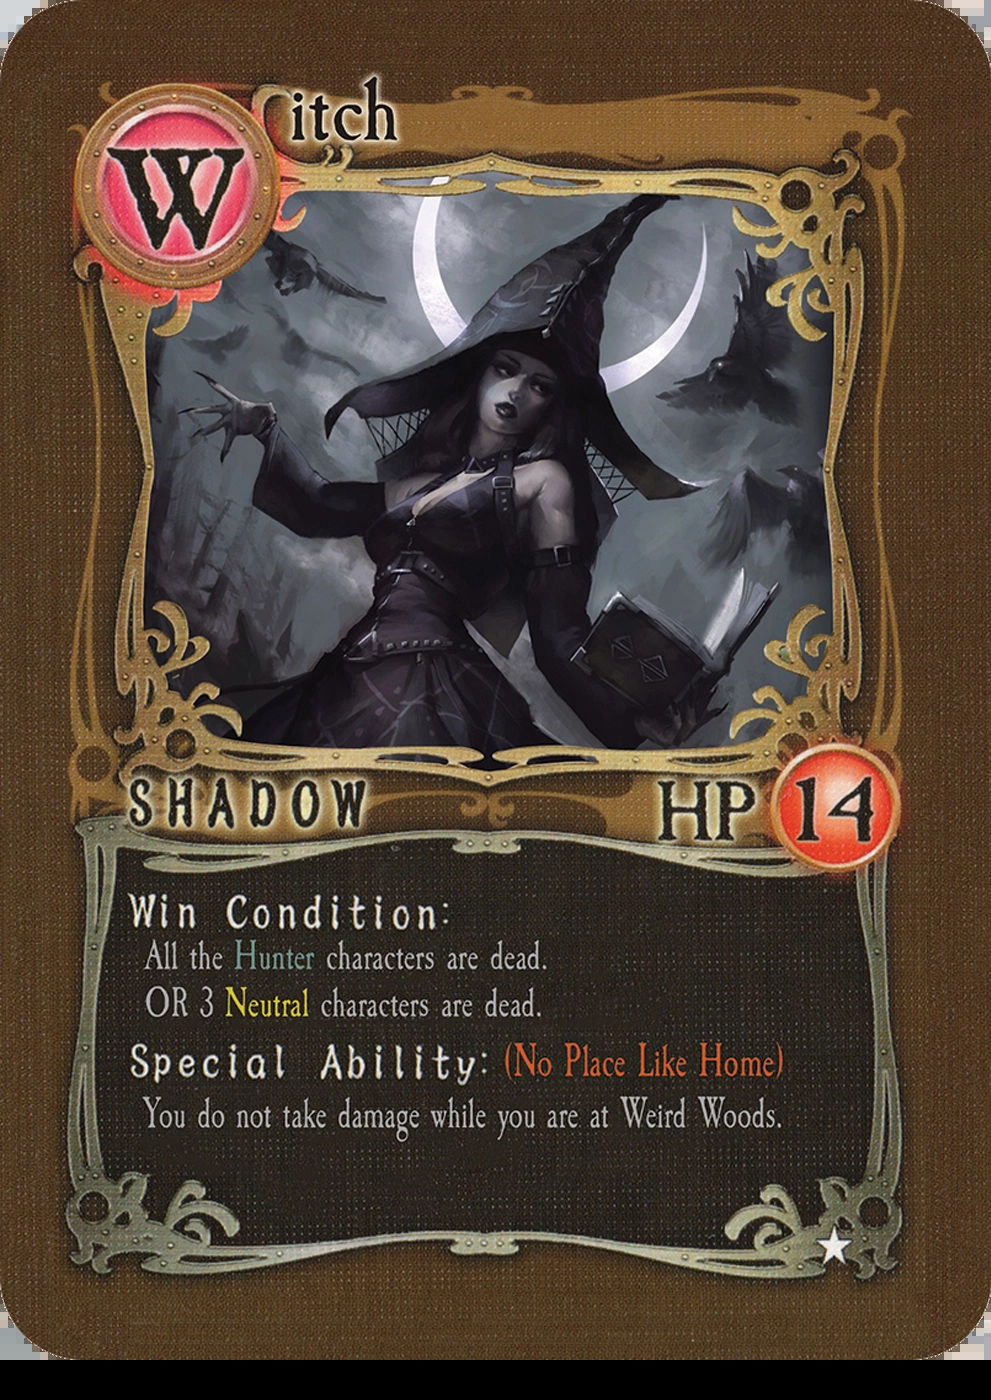 Witch
SHADOW HP 14
Win Condition:
All the Hunter characters are dead.
OR 3 Neutral characters are dead.
Special Ability: (No Place Like Home)
You do not take damage while you are at Weird Woods.